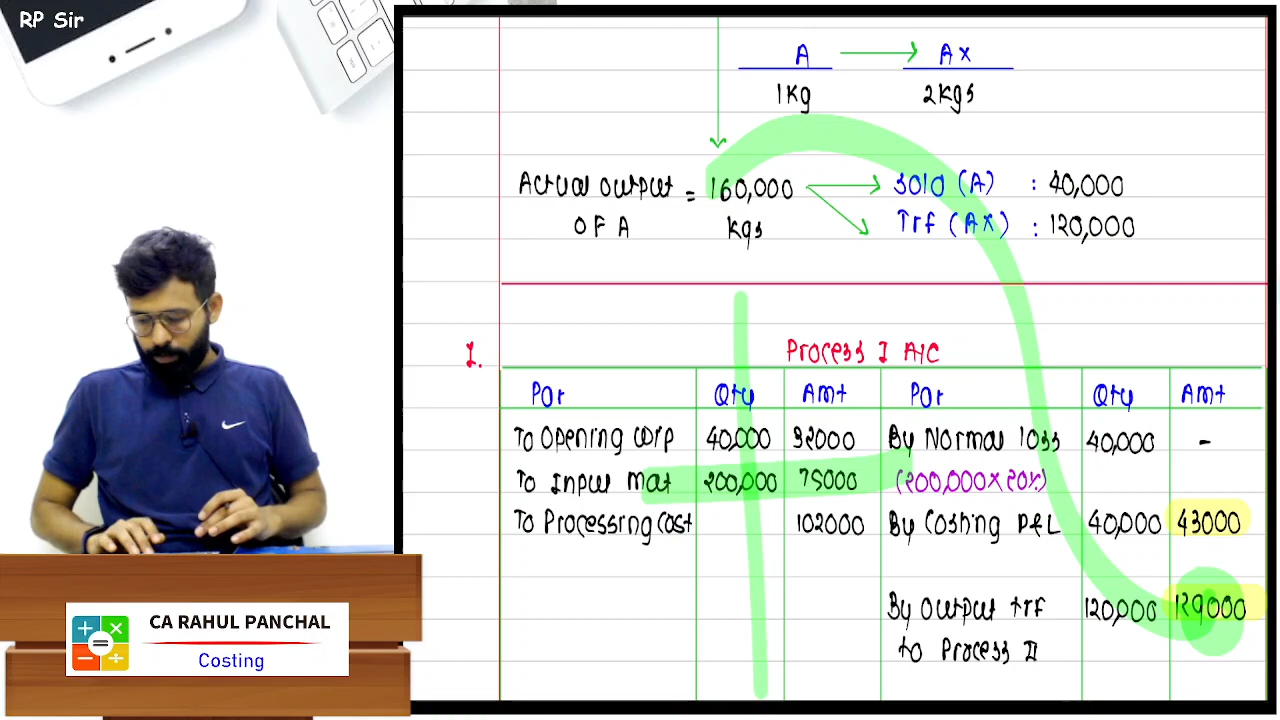 RP Sir
A → AX
1Kg 2Kgs
Actual Output = 160,000 → Sold (A) : 40,000
OF A Kgs Trf (AX) : 120,000
1. Process I A/C
Par Qty Amt Par Qty Amt
To Opening WIP 40,000 32000 By Normal loss 40,000 -
To Input Mat 200,000 75000 (200,000 x 20%)
To Processing Cost 102000 By Costing P&L 40,000 43000
By Output trf 120,000 129000
to Process II
CA RAHUL PANCHAL
Costing